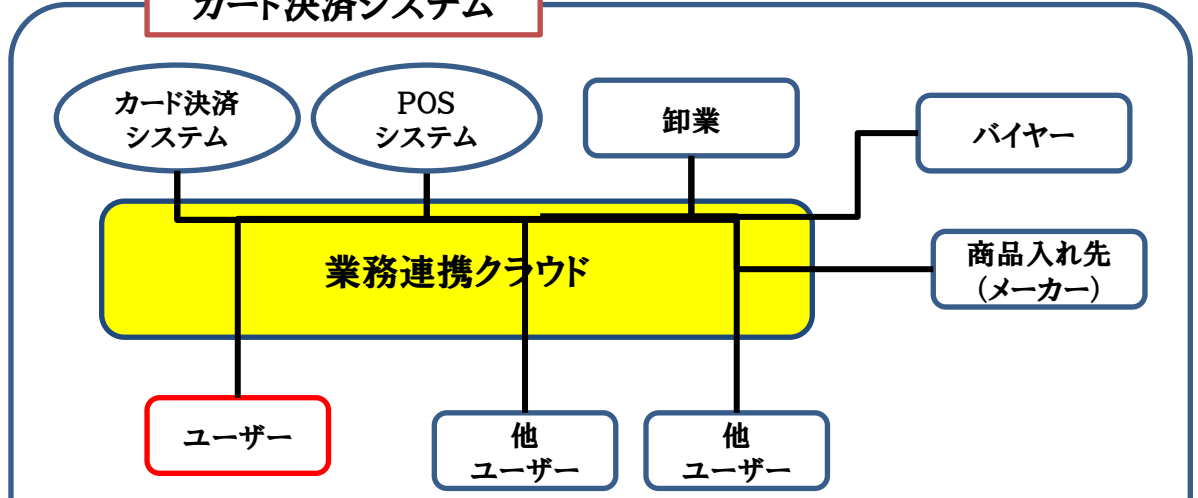 カード決済システム
カード決済
システム
POS
システム
卸業
バイヤー
業務連携クラウド
商品入れ先
(メーカー)
ユーザー
他
ユーザー
他
ユーザー